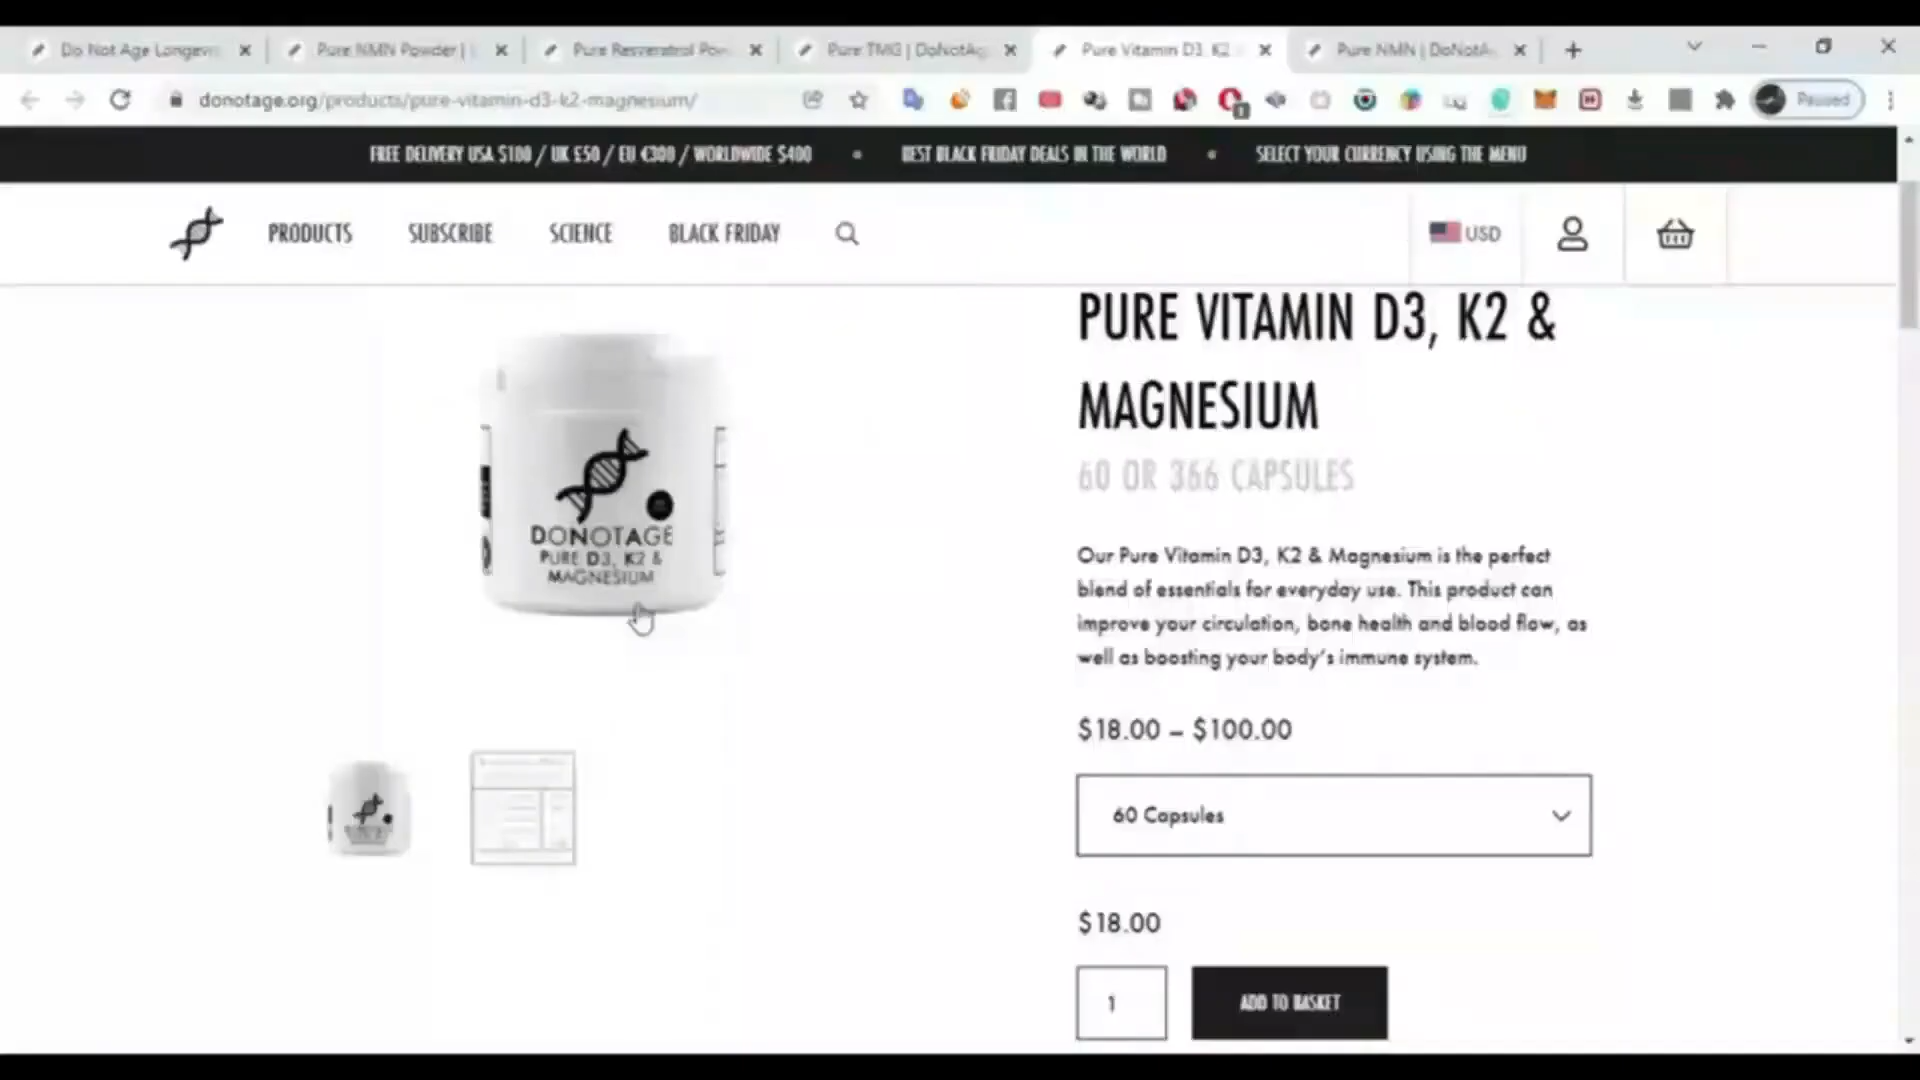 Do Not Age Longev
Pure NMN Powder |
Pure Resveratrol Pow
Pure TMG | DoNotAg
Pure Vitamin D3, K2
Pure NMN | DoNotA
donotage.org/products/pure-vitamin-d3-k2-magnesium/
Paused
FREE DELIVERY USA $100 / UK £50 / EU €300 / WORLDWIDE $400
BEST BLACK FRIDAY DEALS IN THE WORLD
SELECT YOUR CURRENCY USING THE MENU
PRODUCTS
SUBSCRIBE
SCIENCE
BLACK FRIDAY
USD
PURE VITAMIN D3, K2 &
MAGNESIUM
60 OR 366 CAPSULES
DONOTAGE
PURE D3, K2 &
MAGNESIUM
Our Pure Vitamin D3, K2 & Magnesium is the perfect
blend of essentials for everyday use. This product can
improve your circulation, bone health and blood flow, as
well as boosting your body's immune system.
$18.00 – $100.00
60 Capsules
$18.00
1
ADD TO BASKET